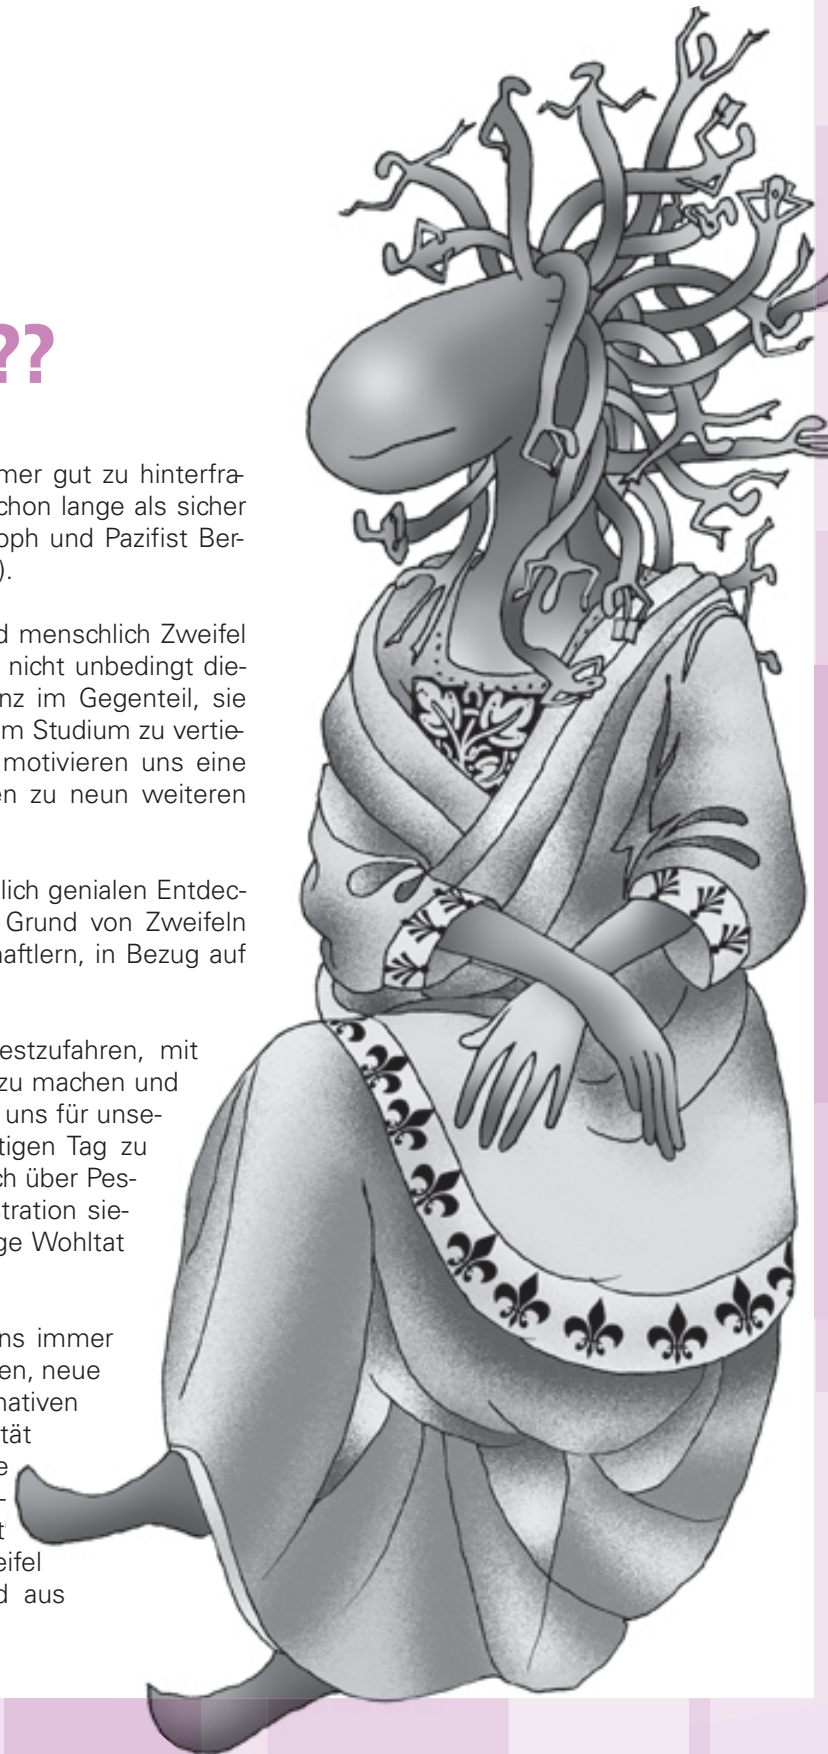 ??
mer gut zu hinterfra-
chon lange als sicher
oph und Pazifist Ber-
).
d menschlich Zweifel
nicht unbedingt die-
nz im Gegenteil, sie
m Studium zu vertie-
motivieren uns eine
en zu neun weiteren
lich genialen Entdec-
Grund von Zweifeln
aftlern, in Bezug auf
estzufahren, mit
zu machen und
uns für unse-
tigen Tag zu
ch über Pes-
tration sie-
ge Wohltat
ns immer
en, neue
nativen
tät
e
-
t
eifel
d aus